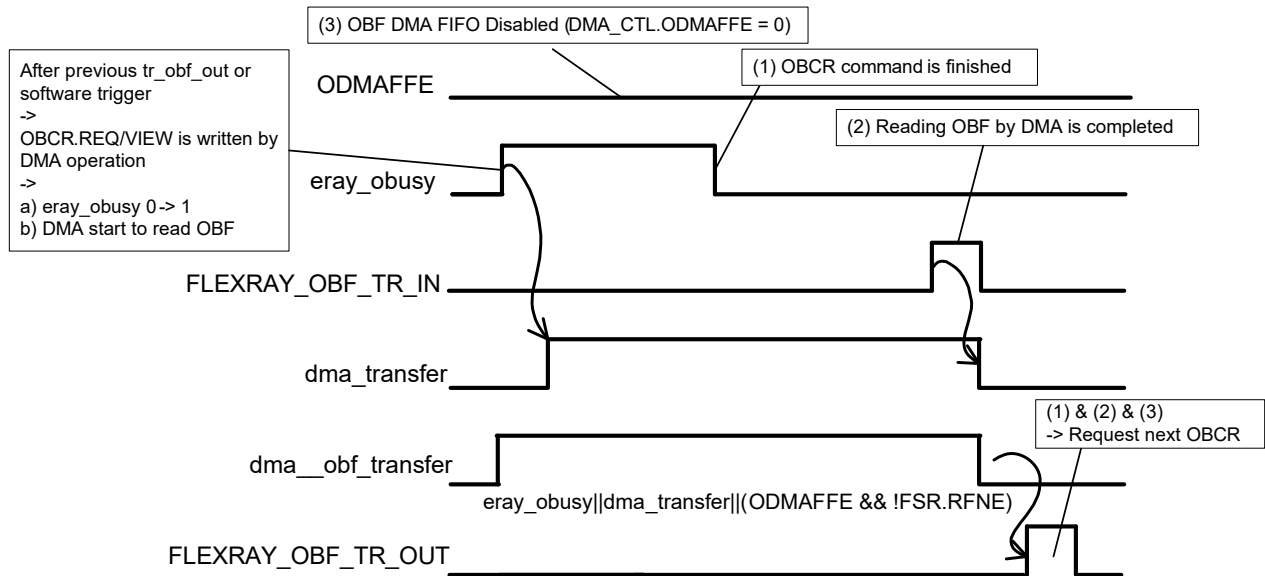 (3) OBF DMA FIFO Disabled (DMA_CTL.ODMAFFE = 0)
After previous tr_obf_out or
software trigger
->
OBCR.REQ/VIEW is written by
DMA operation
->
a) eray_obusy 0-> 1
b) DMA start to read OBF
ODMAFFE
(1) OBCR command is finished
(2) Reading OBF by DMA is completed
eray_obusy
FLEXRAY_OBF_TR_IN
dma_transfer
(1) & (2) & (3)
-> Request next OBCR
dma__obf_transfer
eray_obusy||dma_transfer||(ODMAFFE && !FSR.RFNE)
FLEXRAY_OBF_TR_OUT